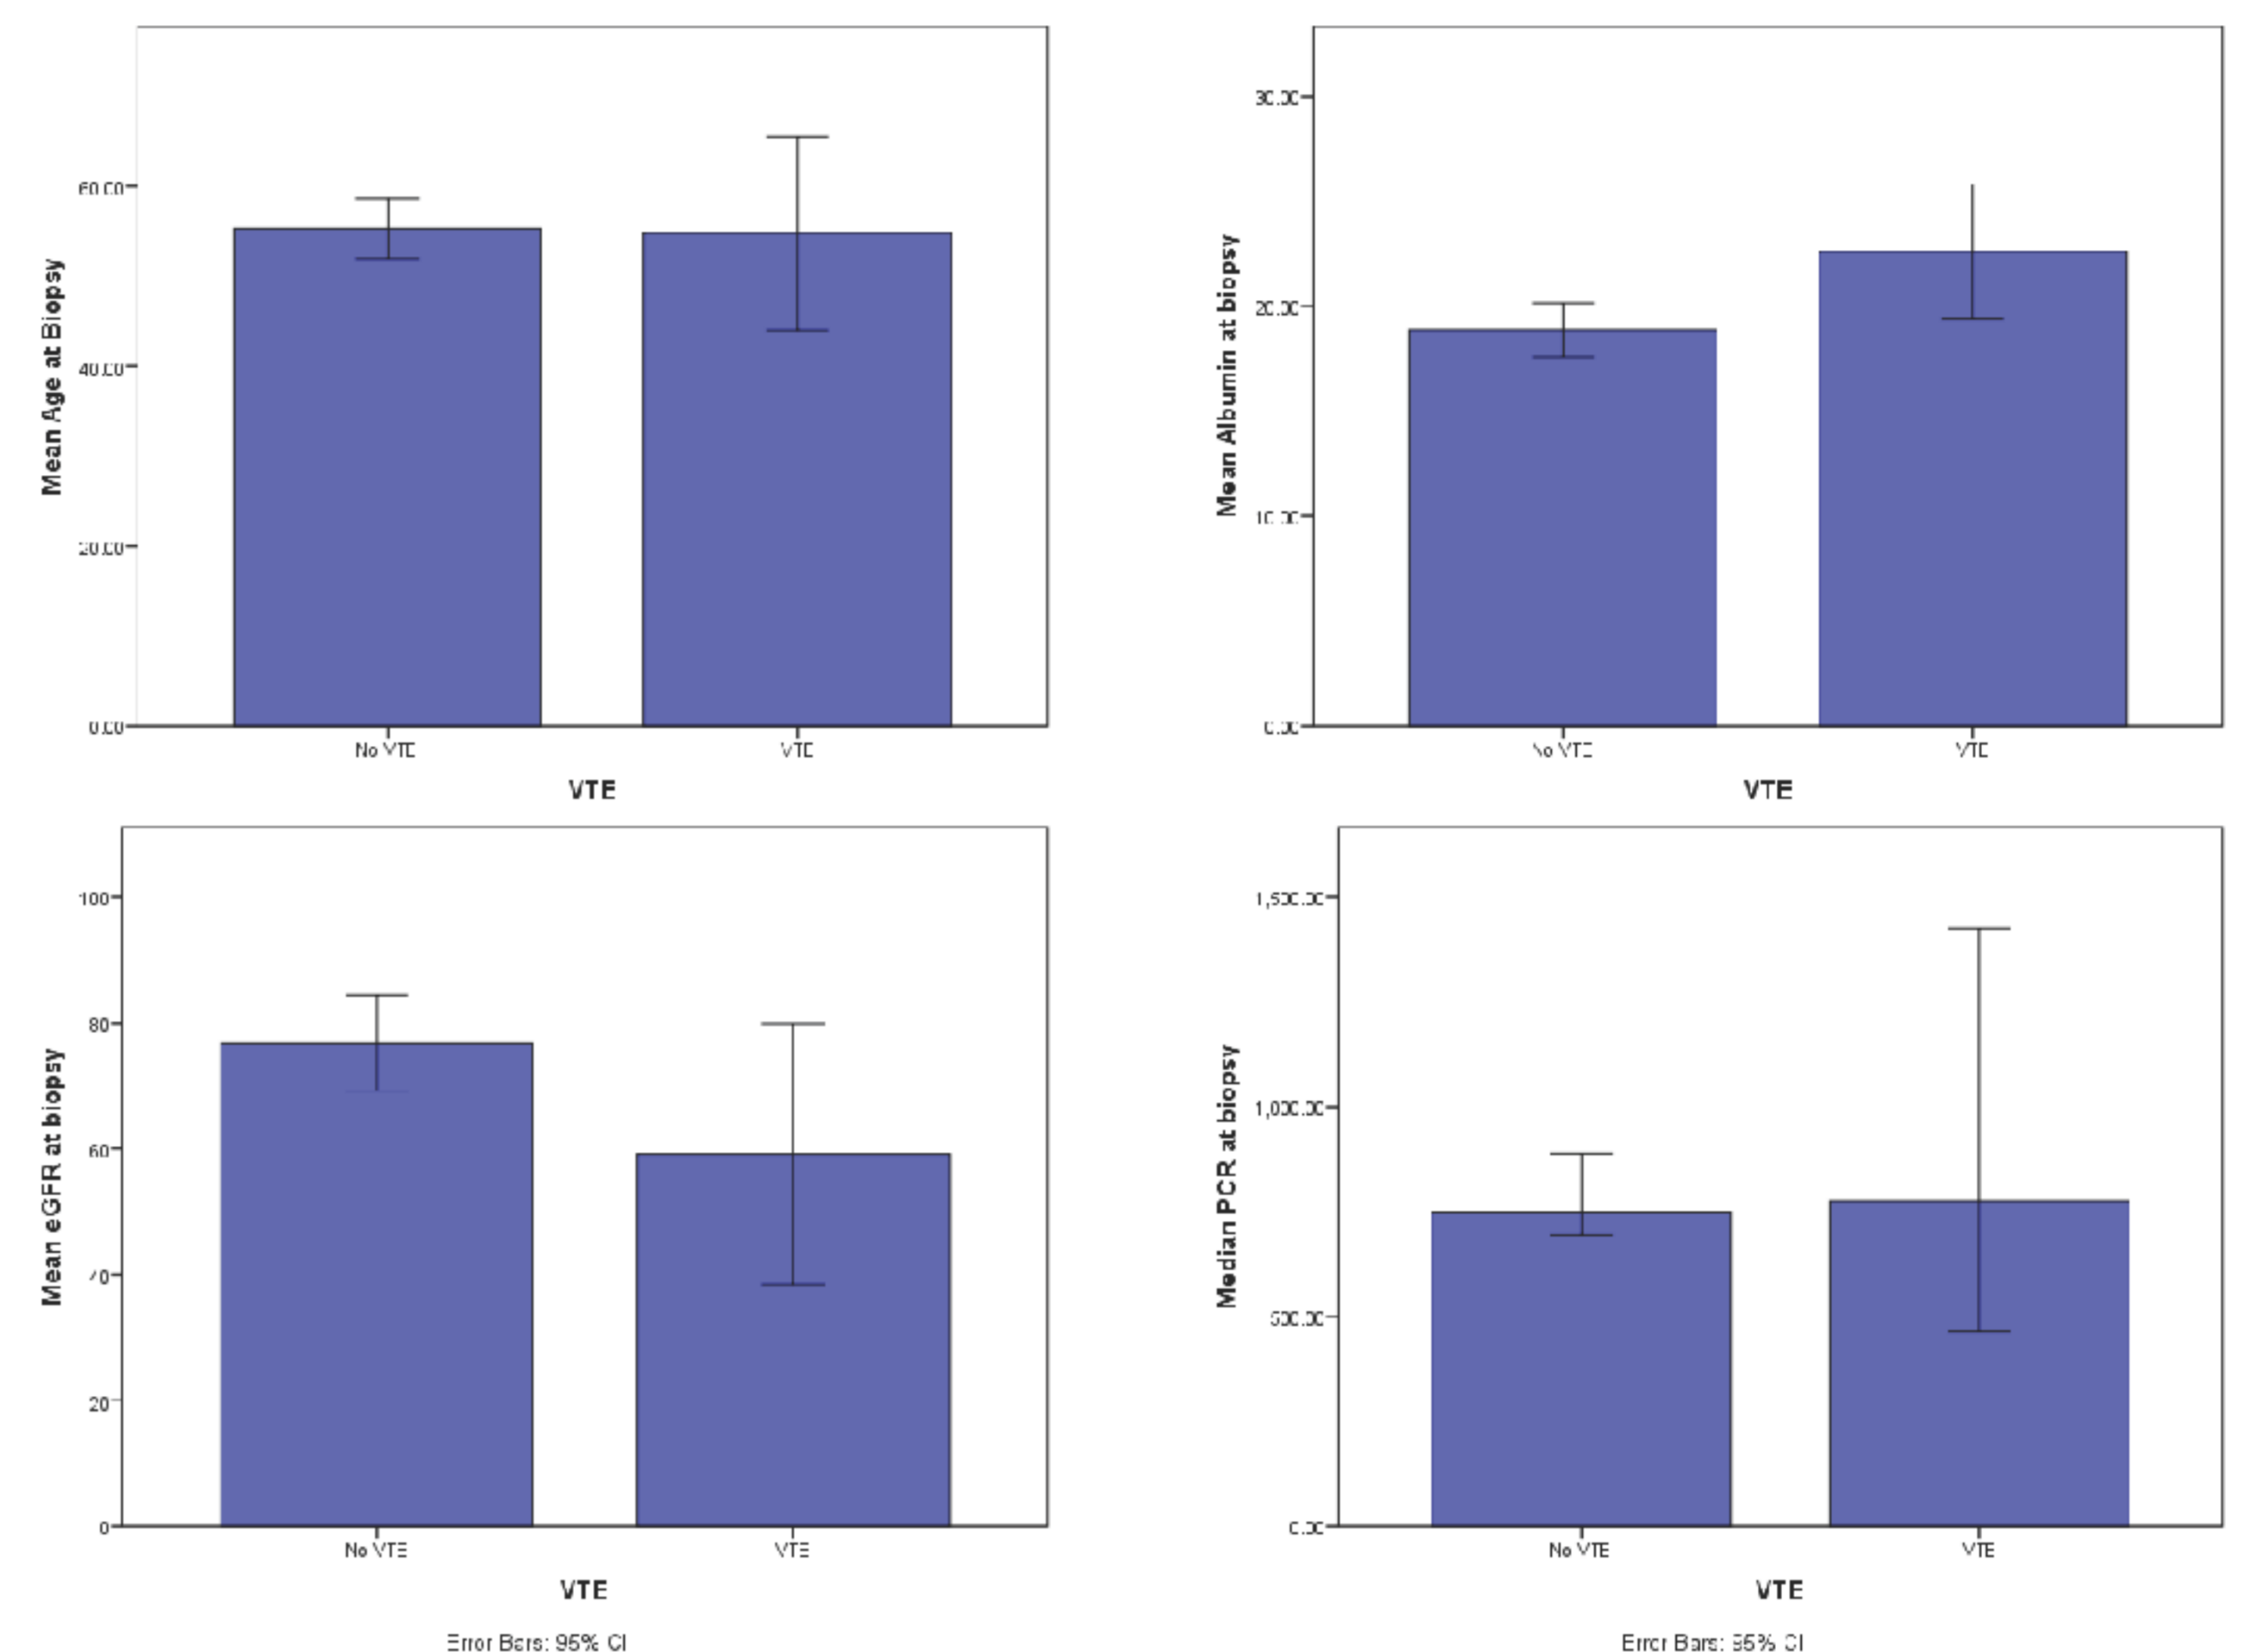 Mean Age at Biopsy
60.00
40.00
20.00
0.00
No VTE
VTE
VTE
Mean Albumin at biopsy
30.00
20.00
10.00
0.00
No VTE
VTE
VTE
Mean eGFR at biopsy
100
80
60
40
20
0
No VTE
VTE
VTE
Error Bars: 95% CI
Median PCR at biopsy
1,500.00
1,000.00
500.00
0.00
No VTE
VTE
VTE
Error Bars: 95% CI